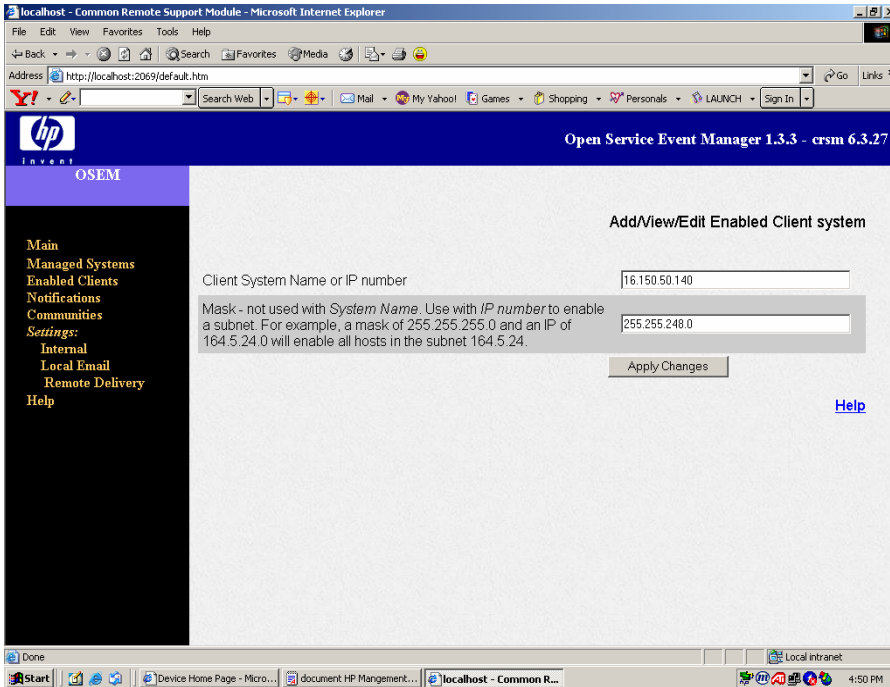 localhost - Common Remote Support Module - Microsoft Internet Explorer
File Edit View Favorites Tools Help
Back Search Favorites Media
Address http://localhost:2069/default.htm Go Links
Y! Search Web Mail My Yahoo! Games Shopping Personals LAUNCH Sign In
hp
invent
Open Service Event Manager 1.3.3 - crsm 6.3.27
OSEM
Add/View/Edit Enabled Client system
Main
Managed Systems
Enabled Clients
Notifications
Communities
Settings:
Internal
Local Email
Remote Delivery
Help
Client System Name or IP number
16.150.50.140
Mask - not used with System Name. Use with IP number to enable
a subnet. For example, a mask of 255.255.255.0 and an IP of
164.5.24.0 will enable all hosts in the subnet 164.5.24.
255.255.248.0
Apply Changes
Help
Done Local intranet
Start Device Home Page - Micro... document HP Mangement... localhost - Common R... 4:50 PM